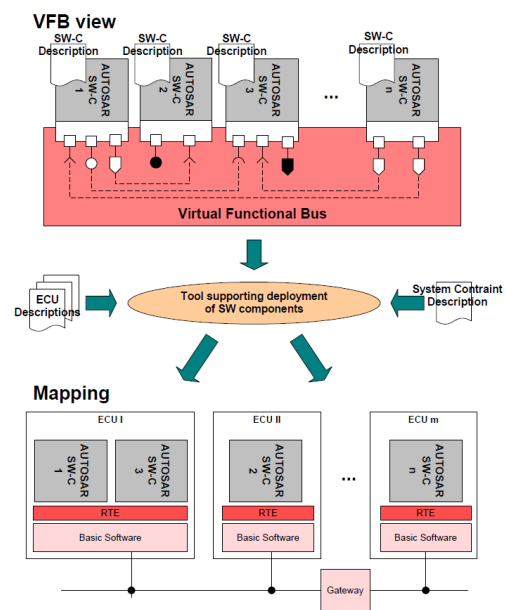 VFB view
SW-C
Description
SW-C
Description
SW-C
Description
SW-C
Description
AUTOSAR
SW-C
1
AUTOSAR
SW-C
2
AUTOSAR
SW-C
3
...
AUTOSAR
SW-C
n
Virtual Functional Bus
ECU
Descriptions
Tool supporting deployment
of SW components
System Contraint
Description
Mapping
ECU I
ECU II
ECU m
AUTOSAR
SW-C
1
AUTOSAR
SW-C
3
AUTOSAR
SW-C
2
...
AUTOSAR
SW-C
n
RTE
RTE
RTE
Basic Software
Basic Software
Basic Software
Gateway